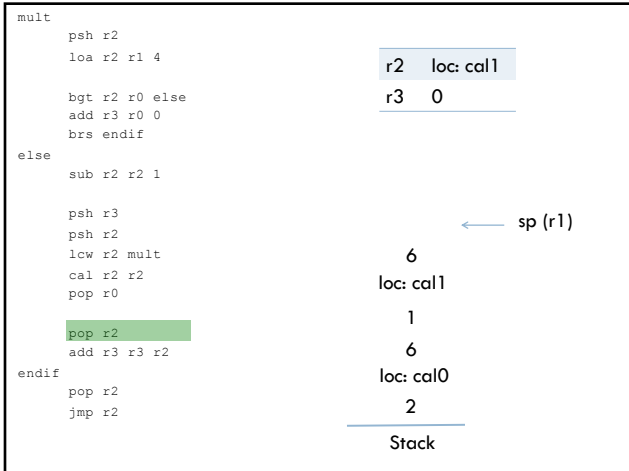 mult
psh r2
loa r2 r1 4
bgt r2 r0 else
add r3 r0 0
brs endif
else
sub r2 r2 1
psh r3
psh r2
lcw r2 mult
cal r2 r2
pop r0
pop r2
add r3 r3 r2
endif
pop r2
jmp r2
r2 loc: cal1
r3 0
sp (r1)
6
loc: cal1
1
6
loc: cal0
2
Stack